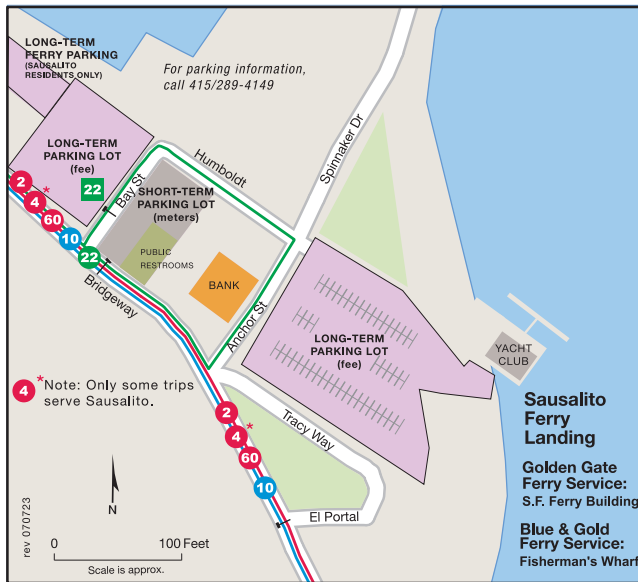 LONG-TERM
FERRY PARKING
(SAUSALITO
RESIDENTS ONLY)
For parking information,
call 415/289-4149
LONG-TERM
PARKING LOT
(fee)
22
Bay St
Humboldt
Spinnaker Dr
SHORT-TERM
PARKING LOT
(meters)
PUBLIC
RESTROOMS
2
4*
60
10
22
Bridgeway
BANK
Anchor St
LONG-TERM
PARKING LOT
(fee)
YACHT
CLUB
4 *Note: Only some trips
serve Sausalito.
2
4*
60
10
Tracy Way
El Portal
Sausalito
Ferry
Landing
Golden Gate
Ferry Service:
S.F. Ferry Building
Blue & Gold
Ferry Service:
Fisherman's Wharf
N
rev 070723
0 100 Feet
Scale is approx.